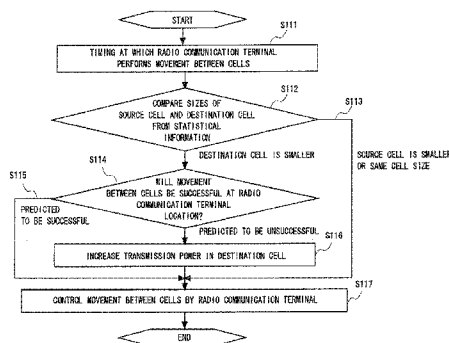 START
S111
TIMING AT WHICH RADIO COMMUNICATION TERMINAL
PERFORMS MOVEMENT BETWEEN CELLS
S112
COMPARE SIZES OF
SOURCE CELL AND DESTINATION CELL
FROM STATISTICAL
INFORMATION
S113
DESTINATION CELL IS SMALLER
SOURCE CELL IS SMALLER
OR SAME CELL SIZE
S114
WILL MOVEMENT
BETWEEN CELLS BE SUCCESSFUL AT RADIO
COMMUNICATION TERMINAL
LOCATION?
S115
PREDICTED
TO BE SUCCESSFUL
PREDICTED TO BE UNSUCCESSFUL
S116
INCREASE TRANSMISSION POWER IN DESTINATION CELL
S117
CONTROL MOVEMENT BETWEEN CELLS BY RADIO COMMUNICATION TERMINAL
END